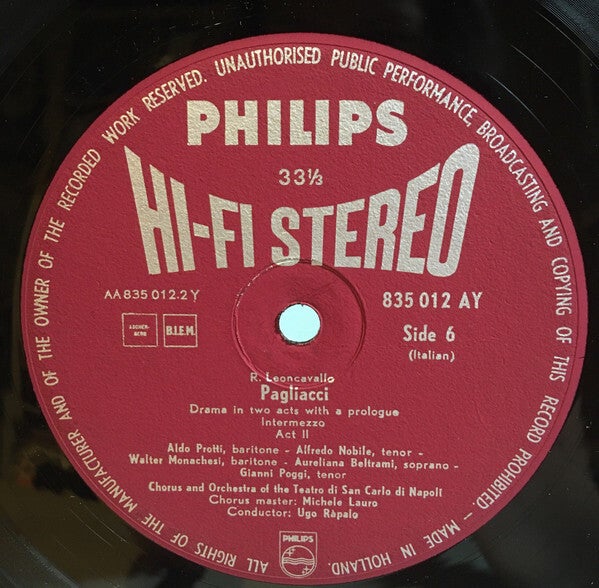 ALL RIGHTS OF THE MANUFACTURER AND OF THE OWNER OF THE RECORDED WORK RESERVED. UNAUTHORISED PUBLIC PERFORMANCE, BROADCASTING AND COPYING OF THIS RECORD PROHIBITED. – MADE IN HOLLAND.
PHILIPS
33⅓
HI-FI STEREO
AA 835 012.2 Y
835 012 AY
B.I.E.M.
Side 6
(Italian)
R. Leoncavallo
Pagliacci
Drama in two acts with a prologue
Intermezzo
Act II
Aldo Protti, baritone - Alfredo Nobile, tenor -
Walter Monachesi, baritone - Aureliana Beltrami, soprano -
Gianni Poggi, tenor
Chorus and Orchestra of the Teatro di San Carlo di Napoli
Chorus master: Michele Lauro
Conductor: Ugo Ràpalo
PHILIPS